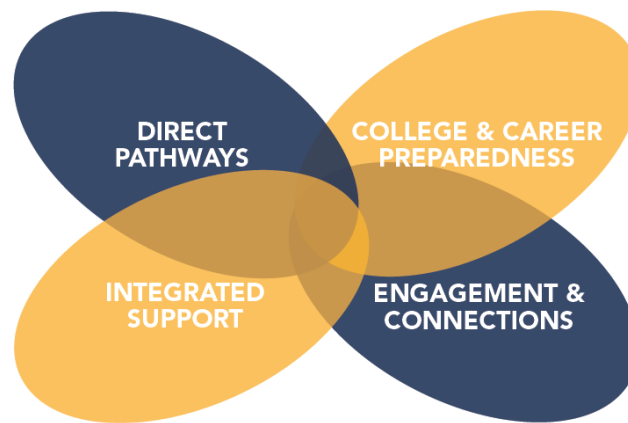 DIRECT
PATHWAYS
COLLEGE & CAREER
PREPAREDNESS
INTEGRATED
SUPPORT
ENGAGEMENT &
CONNECTIONS